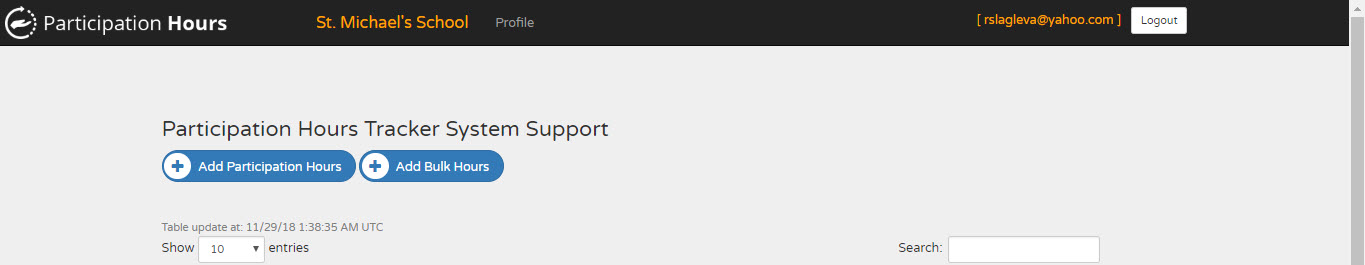 Participation Hours
St. Michael's School
Profile
[ rslagleva@yahoo.com ]
Logout
Participation Hours Tracker System Support
Add Participation Hours
Add Bulk Hours
Table update at: 11/29/18 1:38:35 AM UTC
Show 10 entries
Search: